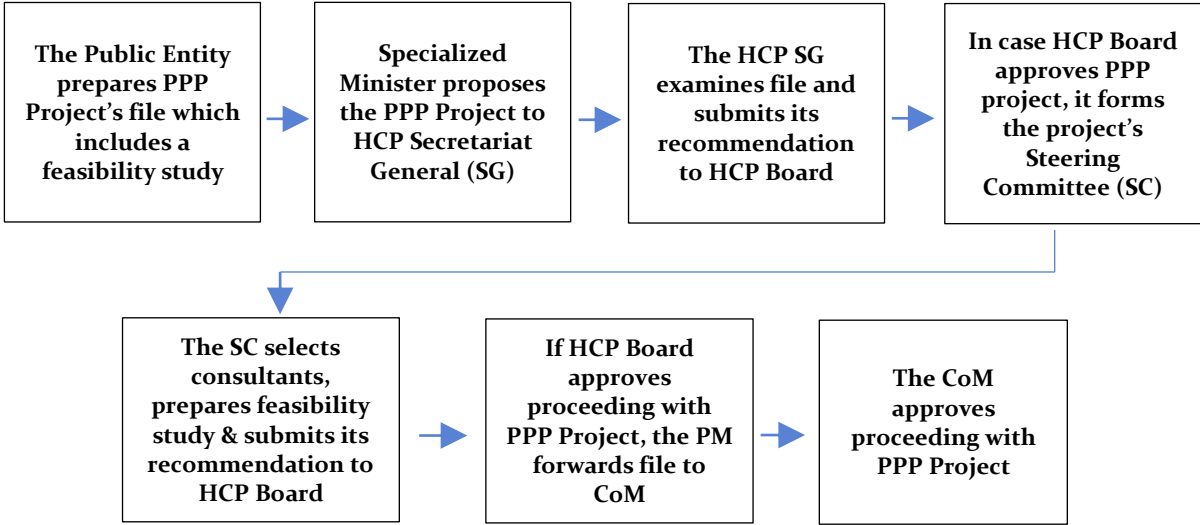 The Public Entity
prepares PPP
Project's file which
includes a
feasibility study
Specialized
Minister proposes
the PPP Project to
HCP Secretariat
General (SG)
The HCP SG
examines file and
submits its
recommendation
to HCP Board
In case HCP Board
approves PPP
project, it forms
the project's
Steering
Committee (SC)
The SC selects
consultants,
prepares feasibility
study & submits its
recommendation to
HCP Board
If HCP Board
approves
proceeding with
PPP Project, the PM
forwards file to
CoM
The CoM
approves
proceeding with
PPP Project